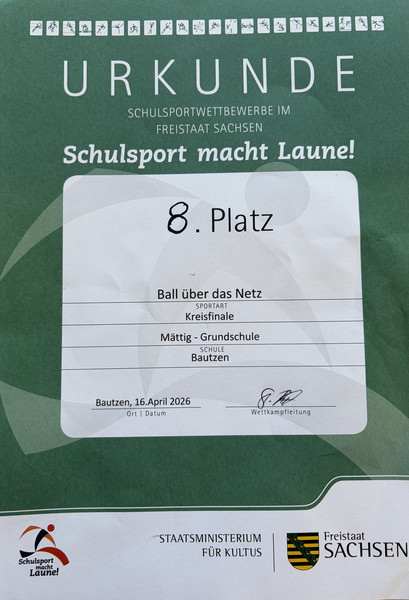 URKUNDE
SCHULSPORTWETTBEWERBE IM
FREISTAAT SACHSEN
Schulsport macht Laune!
8. Platz
Ball über das Netz
SPORTART
Kreisfinale
Mättig - Grundschule
SCHULE
Bautzen
Bautzen, 16.April 2026
Ort | Datum
Wettkampfleitung
Schulsport
macht
Laune!
STAATSMINISTERIUM
FÜR KULTUS
Freistaat
SACHSEN